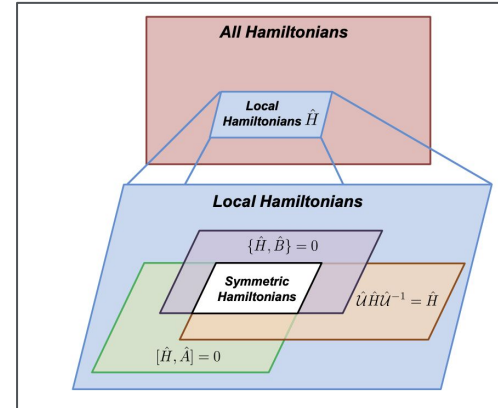 All Hamiltonians
Local
Hamiltonians Ĥ
Local Hamiltonians
{Ĥ, B̂} = 0
Symmetric
Hamiltonians
𝒰̂Ĥ𝒰̂⁻¹ = Ĥ
[Ĥ, Â] = 0